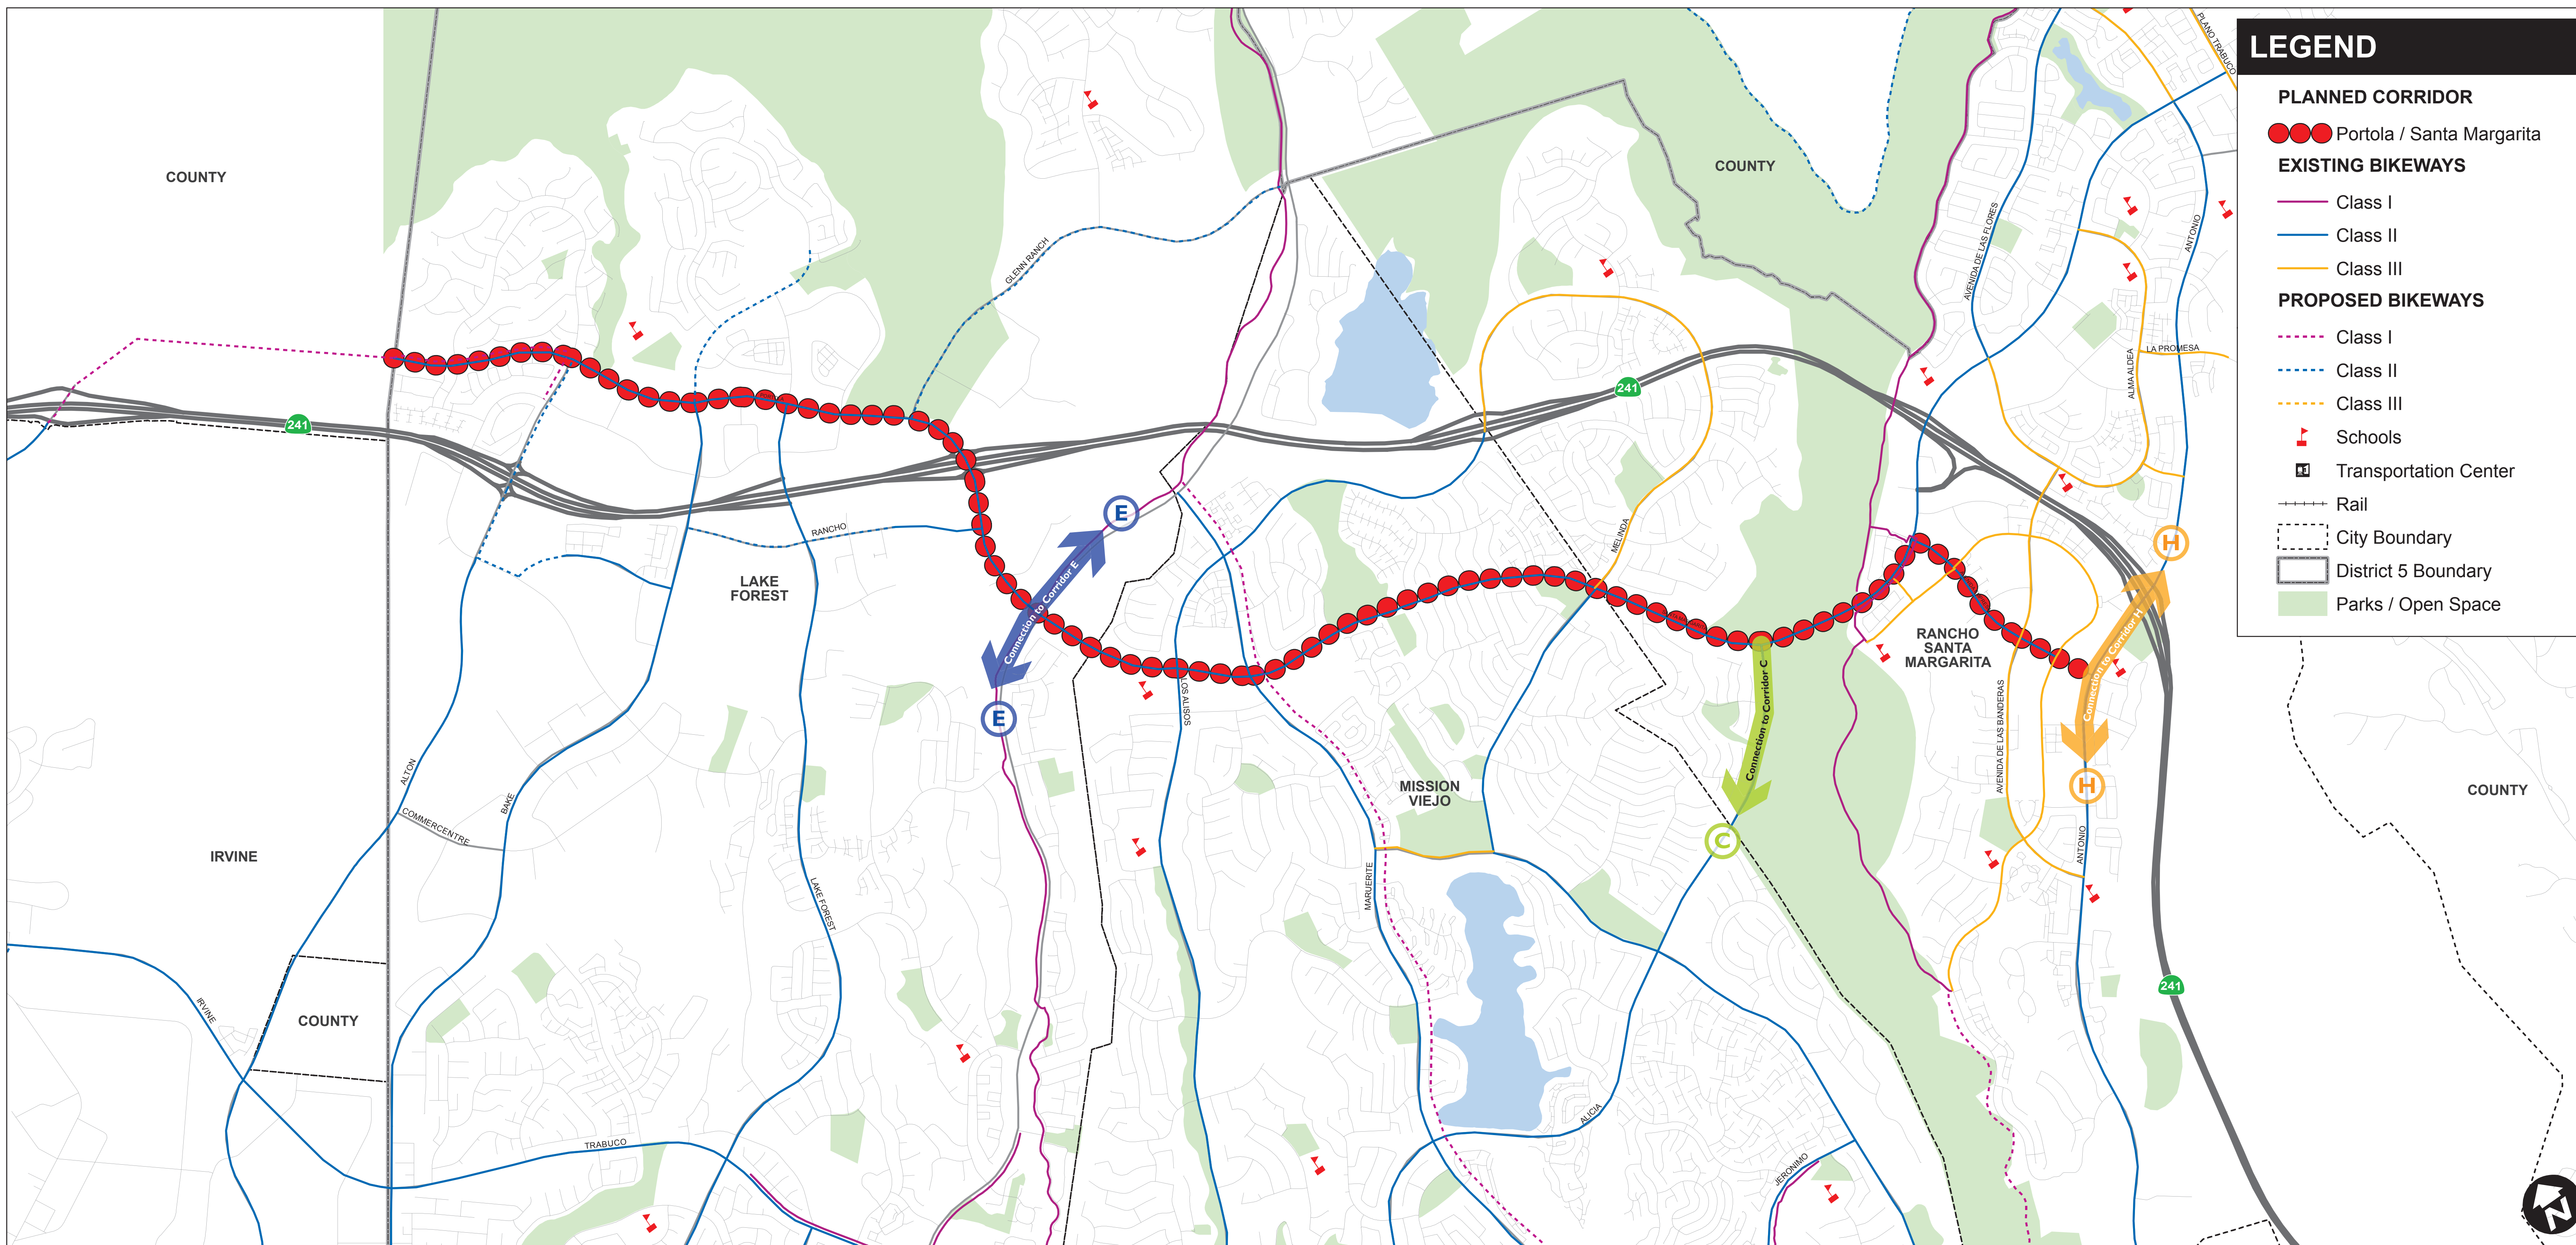 LEGEND
PLANNED CORRIDOR
Portola / Santa Margarita
EXISTING BIKEWAYS
Class I
Class II
Class III
PROPOSED BIKEWAYS
Class I
Class II
Class III
Schools
Transportation Center
Rail
City Boundary
District 5 Boundary
Parks / Open Space
PLANO TRABUCO
COUNTY
COUNTY
ANTONIO
AVENIDA DE LAS FLORES
GLENN RANCH
LA PROMESA
ALMA ALDEA
241
241
RANCHO
E
MELINDA
H
LAKE
FOREST
Connection to Corridor E
Connection to Corridor H
RANCHO
SANTA
MARGARITA
LOS ALISOS
Connection to Corridor C
E
AVENIDA DE LAS BANDERAS
ALTON
MISSION
VIEJO
H
COUNTY
BAKE
COMMERCENTRE
C
ANTONIO
IRVINE
MARUERITE
LAKE FOREST
241
IRVINE
COUNTY
ALICIA
TRABUCO
JERONIMO
N